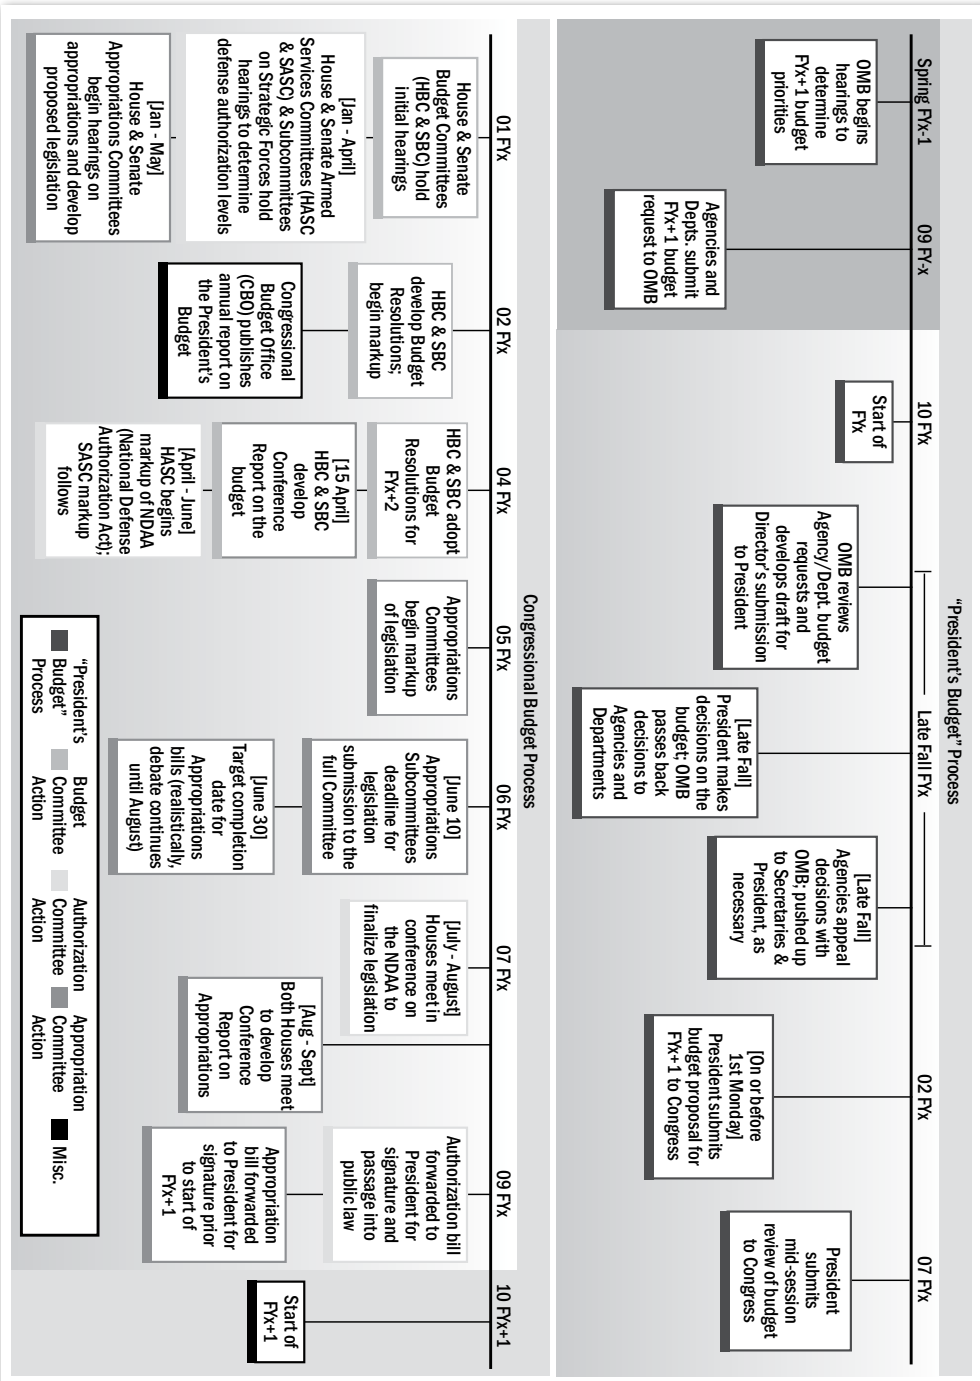 "President's Budget" Process
Spring FYx-1
09 FY-x
10 FYx
Late Fall FYx
02 FYx
07 FYx
OMB begins
hearings to
determine
FYx+1 budget
priorities
Agencies and
Depts. submit
FYx+1 budget
request to OMB
Start of
FYx
OMB reviews
Agency/Dept. budget
requests and
develops draft for
Director's submission
to President
[Late Fall]
President makes
decisions on the
budget; OMB
passes back
decisions to
Agencies and
Departments
[Late Fall]
Agencies appeal
decisions with
OMB; pushed up
to Secretaries &
President, as
necessary
[On or before
1st Monday]
President submits
budget proposal for
FYx+1 to Congress
President
submits
mid-session
review of budget
to Congress
Congressional Budget Process
01 FYx
02 FYx
04 FYx
05 FYx
06 FYx
07 FYx
09 FYx
10 FYx+1
House & Senate
Budget Committees
(HBC & SBC) hold
initial hearings
[Jan - April]
House & Senate Armed
Services Committees (HASC
& SASC) & Subcommittees
on Strategic Forces hold
hearings to determine
defense authorization levels
[Jan - May]
House & Senate
Appropriations Committees
begin hearings on
appropriations and develop
proposed legislation
HBC & SBC
develop Budget
Resolutions;
begin markup
Congressional
Budget Office
(CBO) publishes
annual report on
the President's
Budget
HBC & SBC adopt
Budget
Resolutions for
FYx+2
[15 April]
HBC & SBC
develop
Conference
Report on the
budget
[April - June]
HASC begins
markup of NDAA
(National Defense
Authorization Act);
SASC markup
follows
Appropriations
Committees
begin markup
of legislation
[June 10]
Appropriations
Subcommittees
deadline for
legislation
submission to the
full Committee
[June 30]
Target completion
date for
Appropriations
bills (realistically,
debate continues
until August)
[July - August]
Houses meet in
conference on
the NDAA to
finalize legislation
[Aug - Sept]
Both Houses meet
to develop
Conference
Report on
Appropriations
Authorization bill
forwarded to
President for
signature and
passage into
public law
Appropriation
bill forwarded
to President for
signature prior
to start of
FYx+1
Start of
FYx+1
"President's
Budget"
Process
Budget
Committee
Action
Authorization
Committee
Action
Appropriation
Committee
Action
Misc.